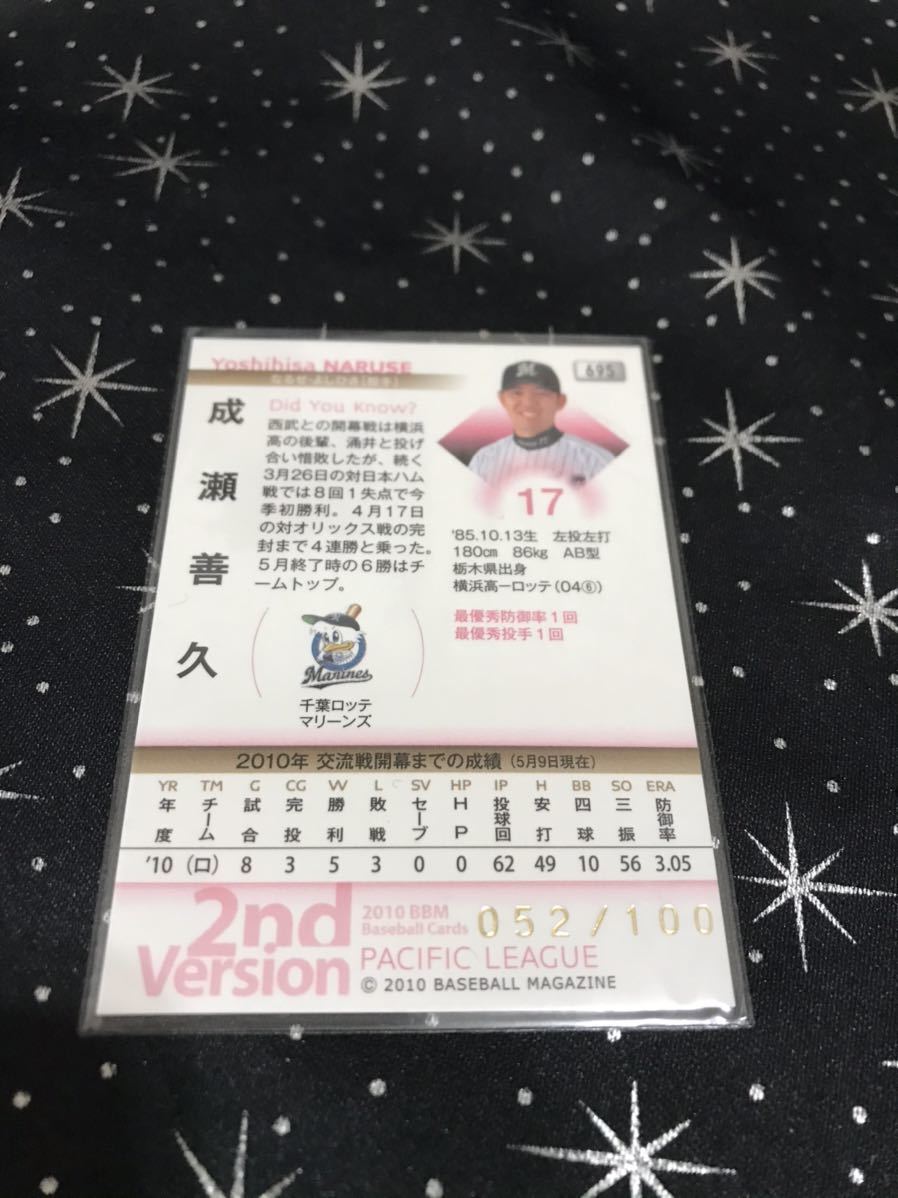 Yoshihisa NARUSE
なるせ よしひさ(投手)
695
成瀬善久
Did You Know?
西武との開幕戦は横浜
高の後輩、涌井と投げ
合い惜敗したが、続く
3月26日の対日本ハム
戦では8回1失点で今
季初勝利。4月17日
の対オリックス戦の完
封まで4連勝と乗った。
5月終了時の6勝はチ
ームトップ。
M
17
'85.10.13生 左投左打
180cm 86kg AB型
栃木県出身
横浜高ーロッテ(04⑥)
最優秀防御率1回
最優秀投手1回
Marines
千葉ロッテ
マリーンズ
2010年 交流戦開幕までの成績(5月9日現在)
YR TM G CG W L SV HP IP H BB SO ERA
年度 チーム 試合 完投 勝利 敗戦 セーブ HP 投球回 安打 四球 三振 防御率
'10 (ロ) 8 3 5 3 0 0 62 49 10 56 3.05
2nd
Version
2010 BBM
Baseball Cards
052/100
PACIFIC LEAGUE
© 2010 BASEBALL MAGAZINE